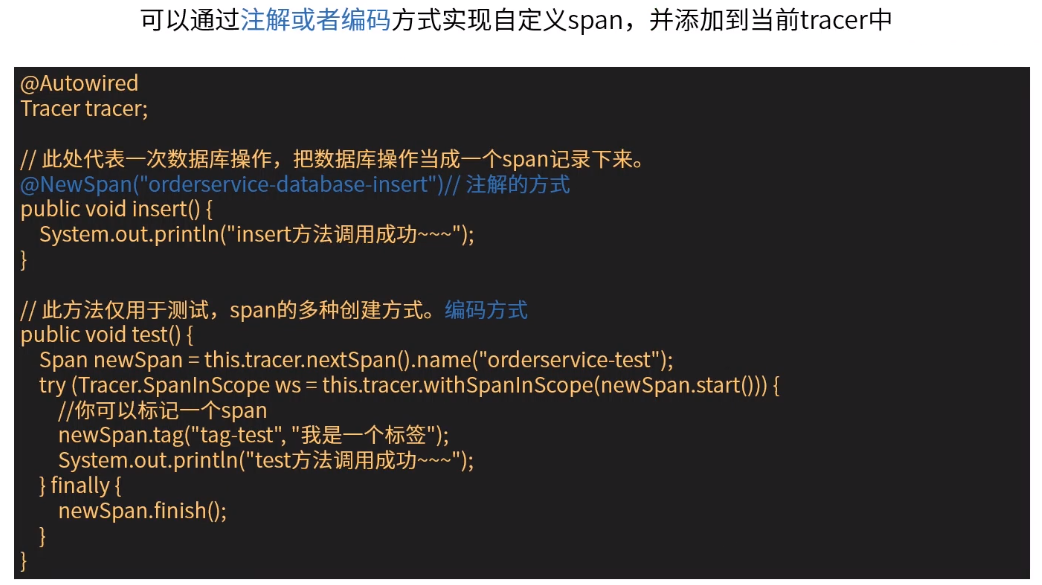 可以通过注解或者编码方式实现自定义span，并添加到当前tracer中
@Autowired
Tracer tracer;
// 此处代表一次数据库操作，把数据库操作当成一个span记录下来。
@NewSpan("orderservice-database-insert")// 注解的方式
public void insert() {
System.out.println("insert方法调用成功~~~");
}
// 此方法仅用于测试，span的多种创建方式。编码方式
public void test() {
Span newSpan = this.tracer.nextSpan().name("orderservice-test");
try (Tracer.SpanInScope ws = this.tracer.withSpanInScope(newSpan.start())) {
//你可以标记一个span
newSpan.tag("tag-test", "我是一个标签");
System.out.println("test方法调用成功~~~");
} finally {
newSpan.finish();
}
}